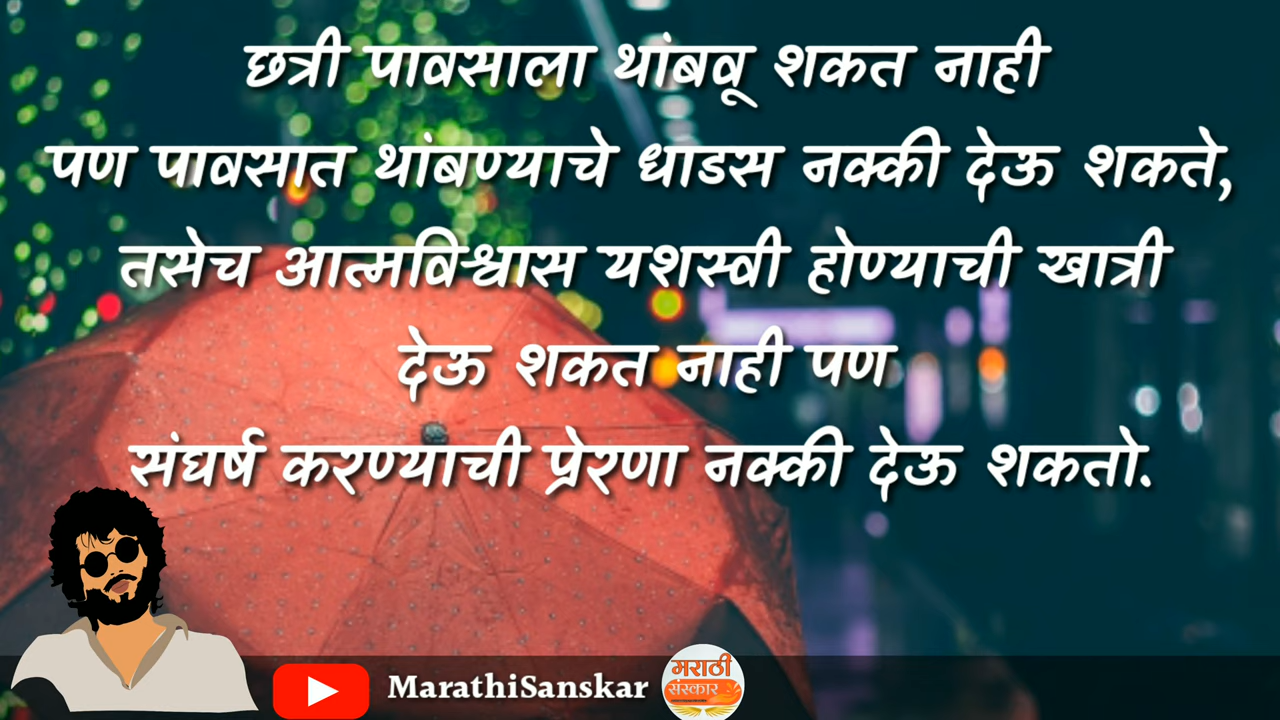 छत्री पावसाला थांबवू शकत नाही
पण पावसात थांबण्याचे धाडस नक्की देऊ शकते,
तसेच आत्मविश्वास यशस्वी होण्याची खात्री
देऊ शकत नाही पण
संघर्ष करण्याची प्रेरणा नक्की देऊ शकतो.
MarathiSanskar
मराठी
संस्कार